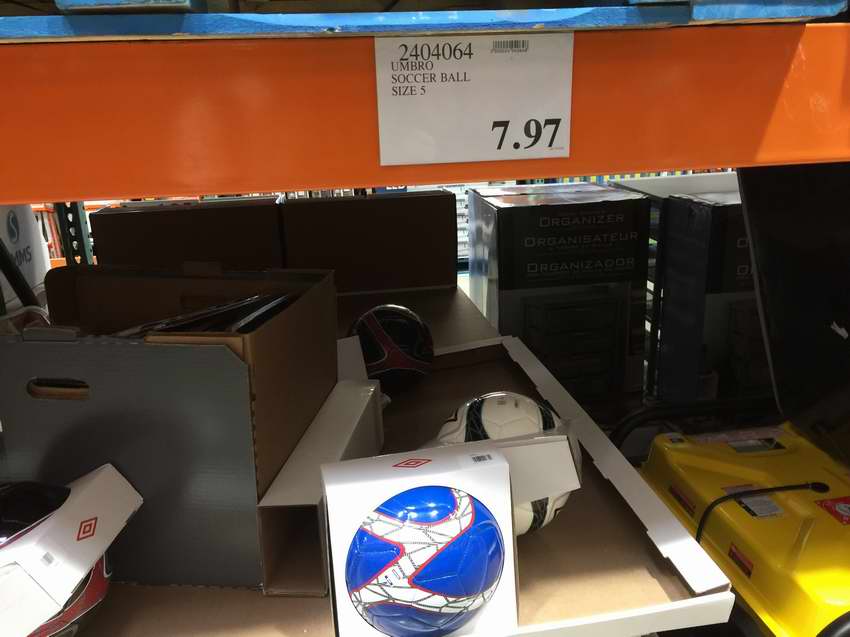 2404064
UMBRO
SOCCER BALL
SIZE 5
7.97
ORGANIZER
ORGANISATEUR
ORGANIZADOR